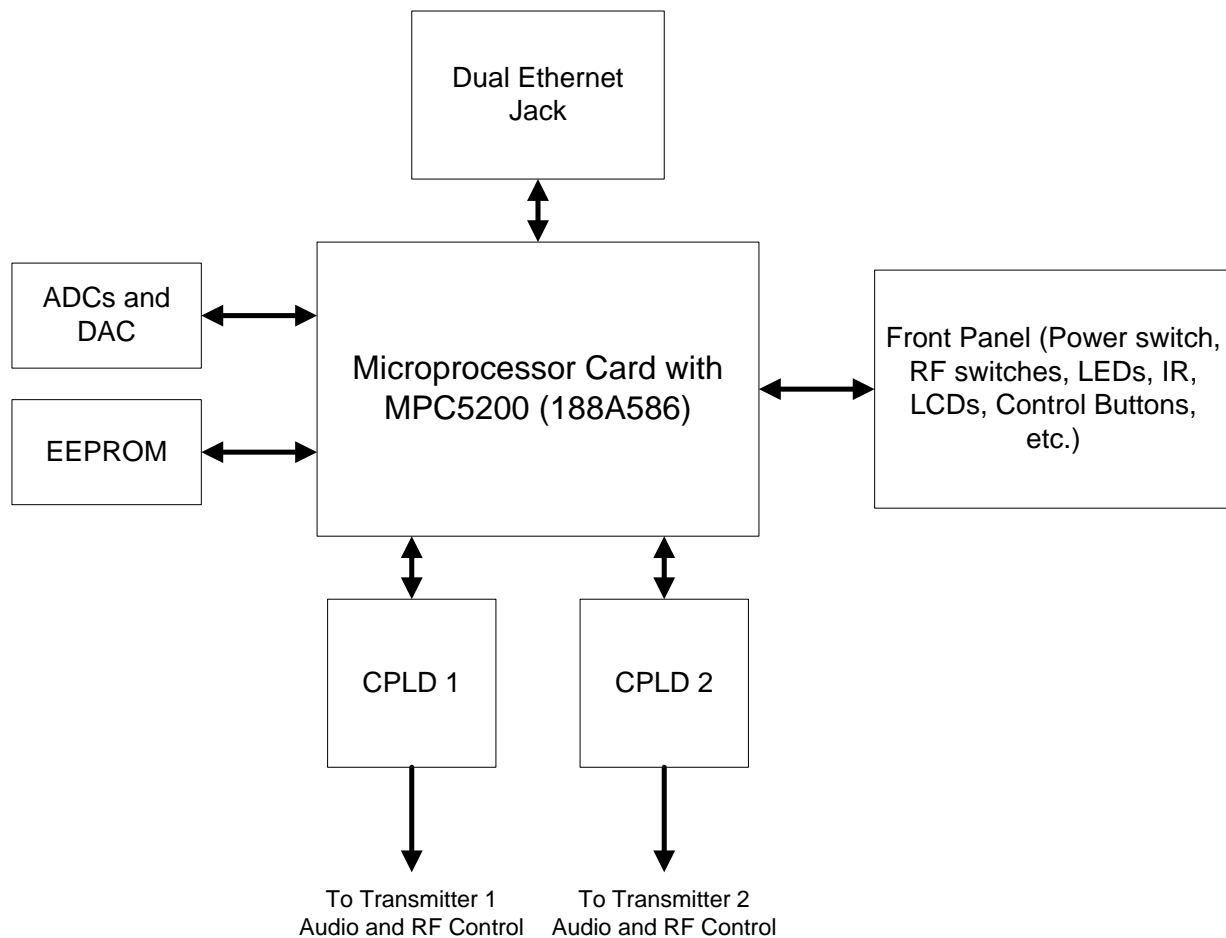 Dual Ethernet
Jack
ADCs and
DAC
EEPROM
Microprocessor Card with
MPC5200 (188A586)
Front Panel (Power switch,
RF switches, LEDs, IR,
LCDs, Control Buttons,
etc.)
CPLD 1
CPLD 2
To Transmitter 1
Audio and RF Control
To Transmitter 2
Audio and RF Control